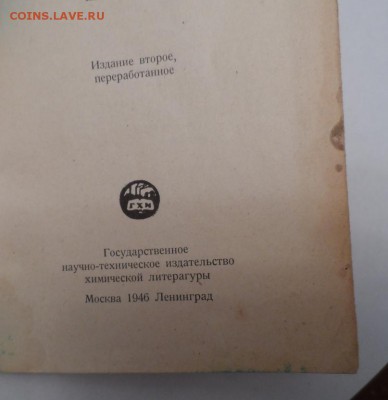 COINS.LAVE.RU
Издание второе,
переработанное
ГХИ
Государственное
научно-техническое издательство
химической литературы
Москва 1946 Ленинград